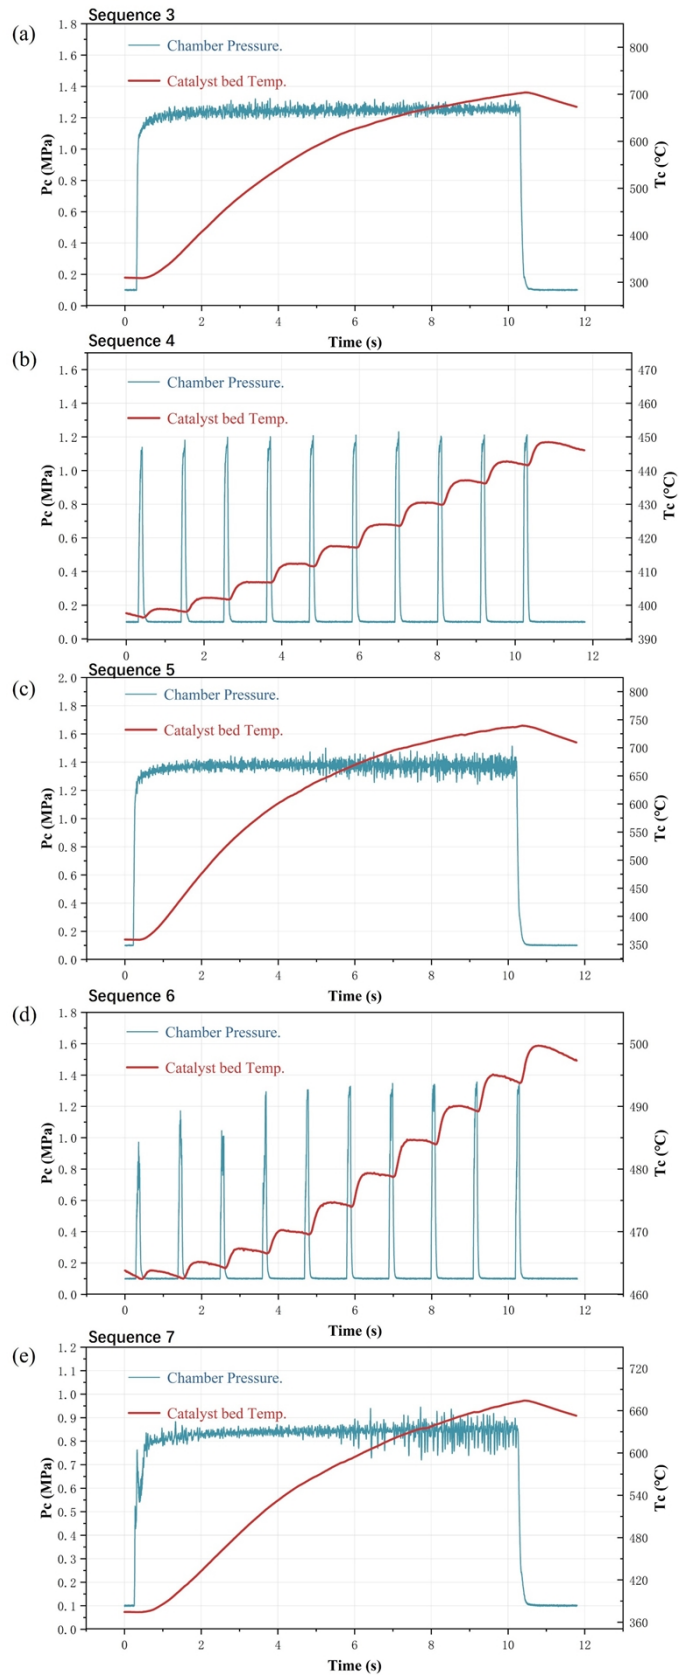 Sequence 3
(a)
Chamber Pressure.
Catalyst bed Temp.
Pc (MPa)
1.8
1.6
1.4
1.2
1.0
0.8
0.6
0.4
0.2
0.0
Tc (°C)
800
700
600
500
400
300
0 2 4 6 8 10 12
Time (s)
Sequence 4
(b)
Chamber Pressure.
Catalyst bed Temp.
Pc (MPa)
1.6
1.4
1.2
1.0
0.8
0.6
0.4
0.2
0.0
Tc (°C)
470
460
450
440
430
420
410
400
390
0 2 4 6 8 10 12
Sequence 5
(c)
Chamber Pressure.
Catalyst bed Temp.
Pc (MPa)
2.0
1.8
1.6
1.4
1.2
1.0
0.8
0.6
0.4
0.2
0.0
Tc (°C)
800
750
700
650
600
550
500
450
400
350
0 2 4 6 8 10 12
Time (s)
Sequence 6
(d)
Chamber Pressure.
Catalyst bed Temp.
Pc (MPa)
1.8
1.6
1.4
1.2
1.0
0.8
0.6
0.4
0.2
0.0
Tc (°C)
500
490
480
470
460
0 2 4 6 8 10 12
Time (s)
Sequence 7
(e)
Chamber Pressure.
Catalyst bed Temp.
Pc (MPa)
1.2
1.1
1.0
0.9
0.8
0.7
0.6
0.5
0.4
0.3
0.2
0.1
0.0
Tc (°C)
720
660
600
540
480
420
360
0 2 4 6 8 10 12
Time (s)